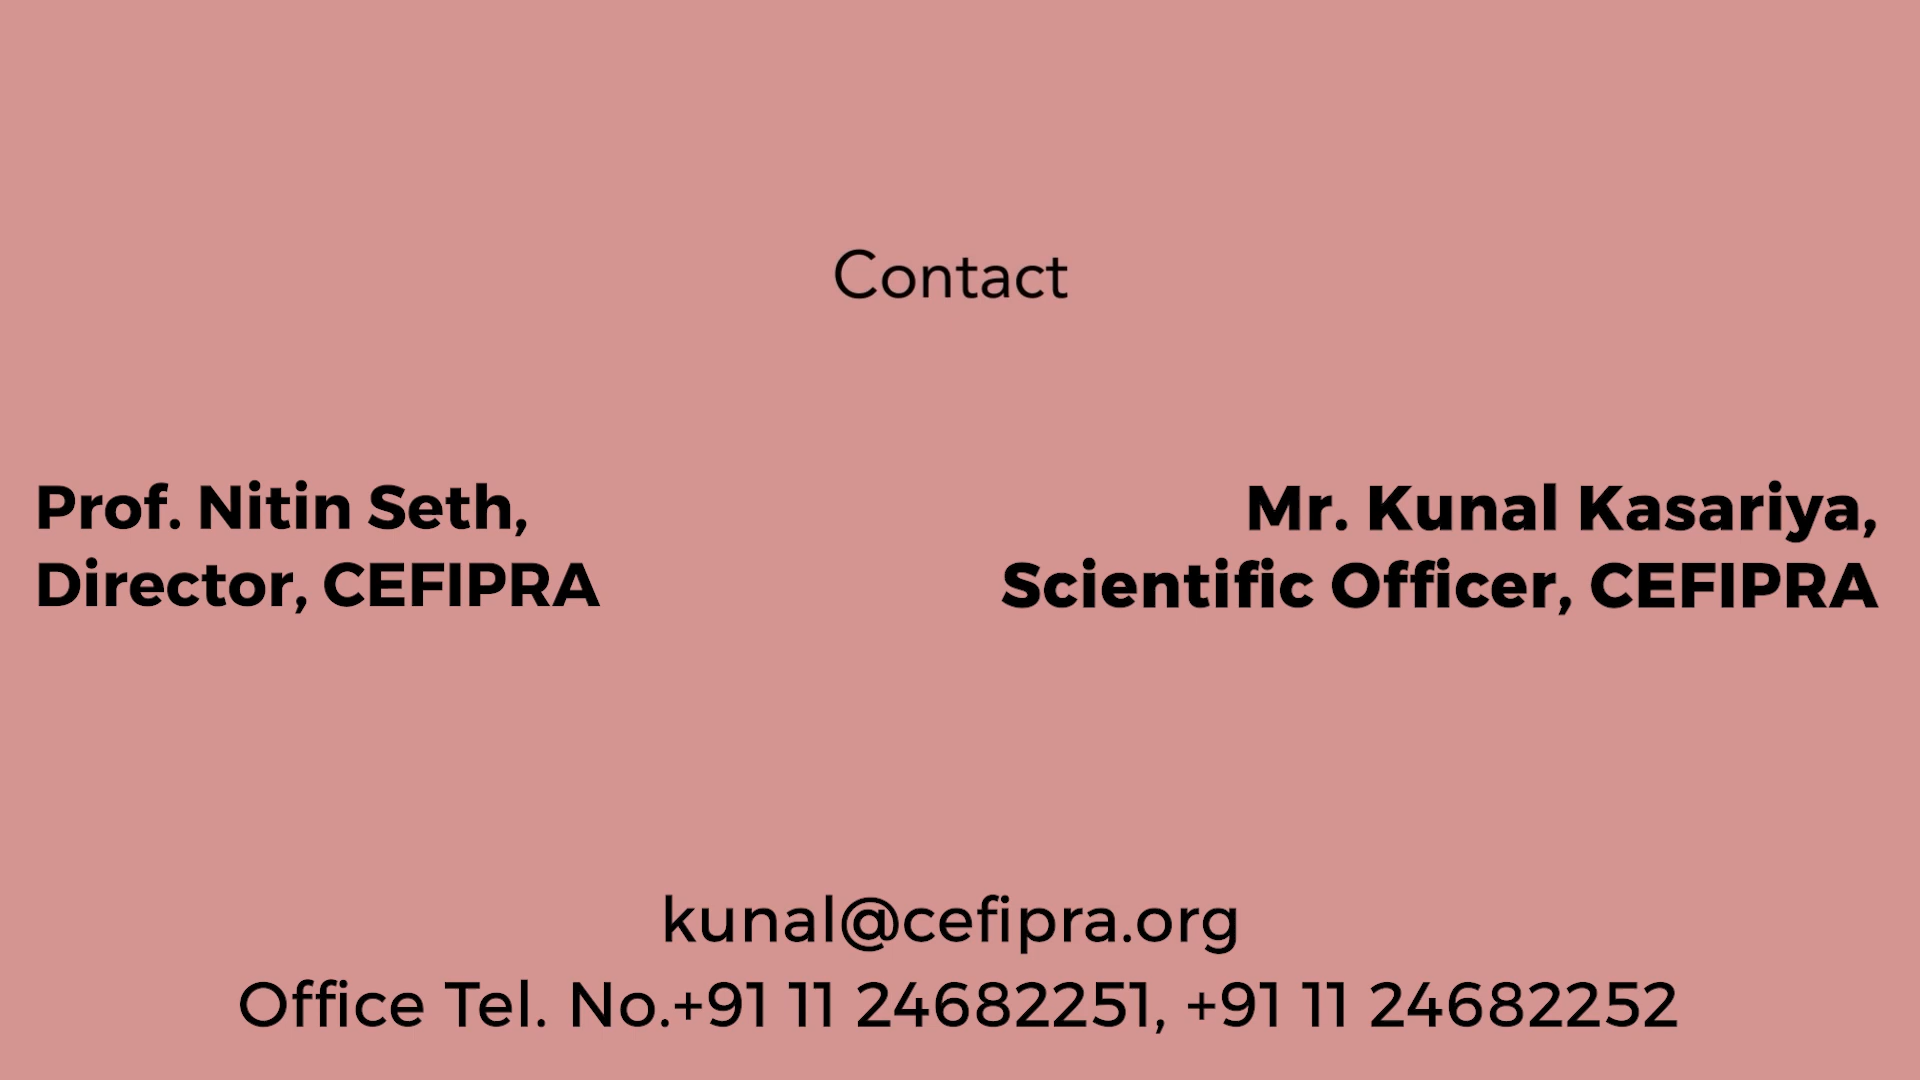 Contact
Prof. Nitin Seth,
Director, CEFIPRA
Mr. Kunal Kasariya,
Scientific Officer, CEFIPRA
kunal@cefipra.org
Office Tel. No.+91 11 24682251, +91 11 24682252